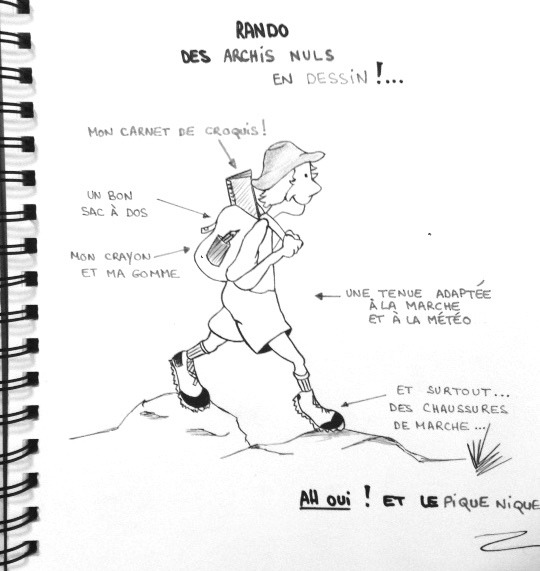 RANDO
DES ARCHIS NULS
EN DESSIN !...
MON CARNET DE CROQUIS !
UN BON
SAC À DOS
MON CRAYON
ET MA GOMME
UNE TENUE ADAPTÉE
À LA MARCHE
ET À LA MÉTÉO
ET SURTOUT...
DES CHAUSSURES
DE MARCHE...
AH OUI ! ET LE PIQUE NIQUE